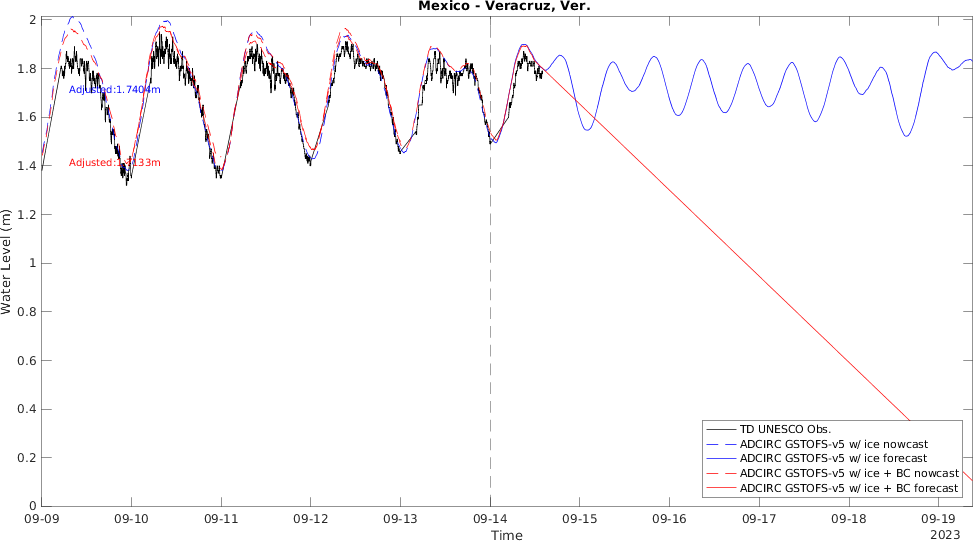 Mexico - Veracruz, Ver.
2
1.8
1.6
1.4
1.2
1
0.8
0.6
0.4
0.2
0
Water Level (m)
Adjusted:1.7404m
Adjusted:
TD UNESCO Obs.
ADCIRC GSTOFS-v5 w/ ice nowcast
ADCIRC GSTOFS-v5 w/ ice forecast
ADCIRC GSTOFS-v5 w/ ice + BC nowcast
ADCIRC GSTOFS-v5 w/ ice + BC forecast
09-09 09-10 09-11 09-12 09-13 09-14 09-15 09-16 09-17 09-18 09-19
Time
2023